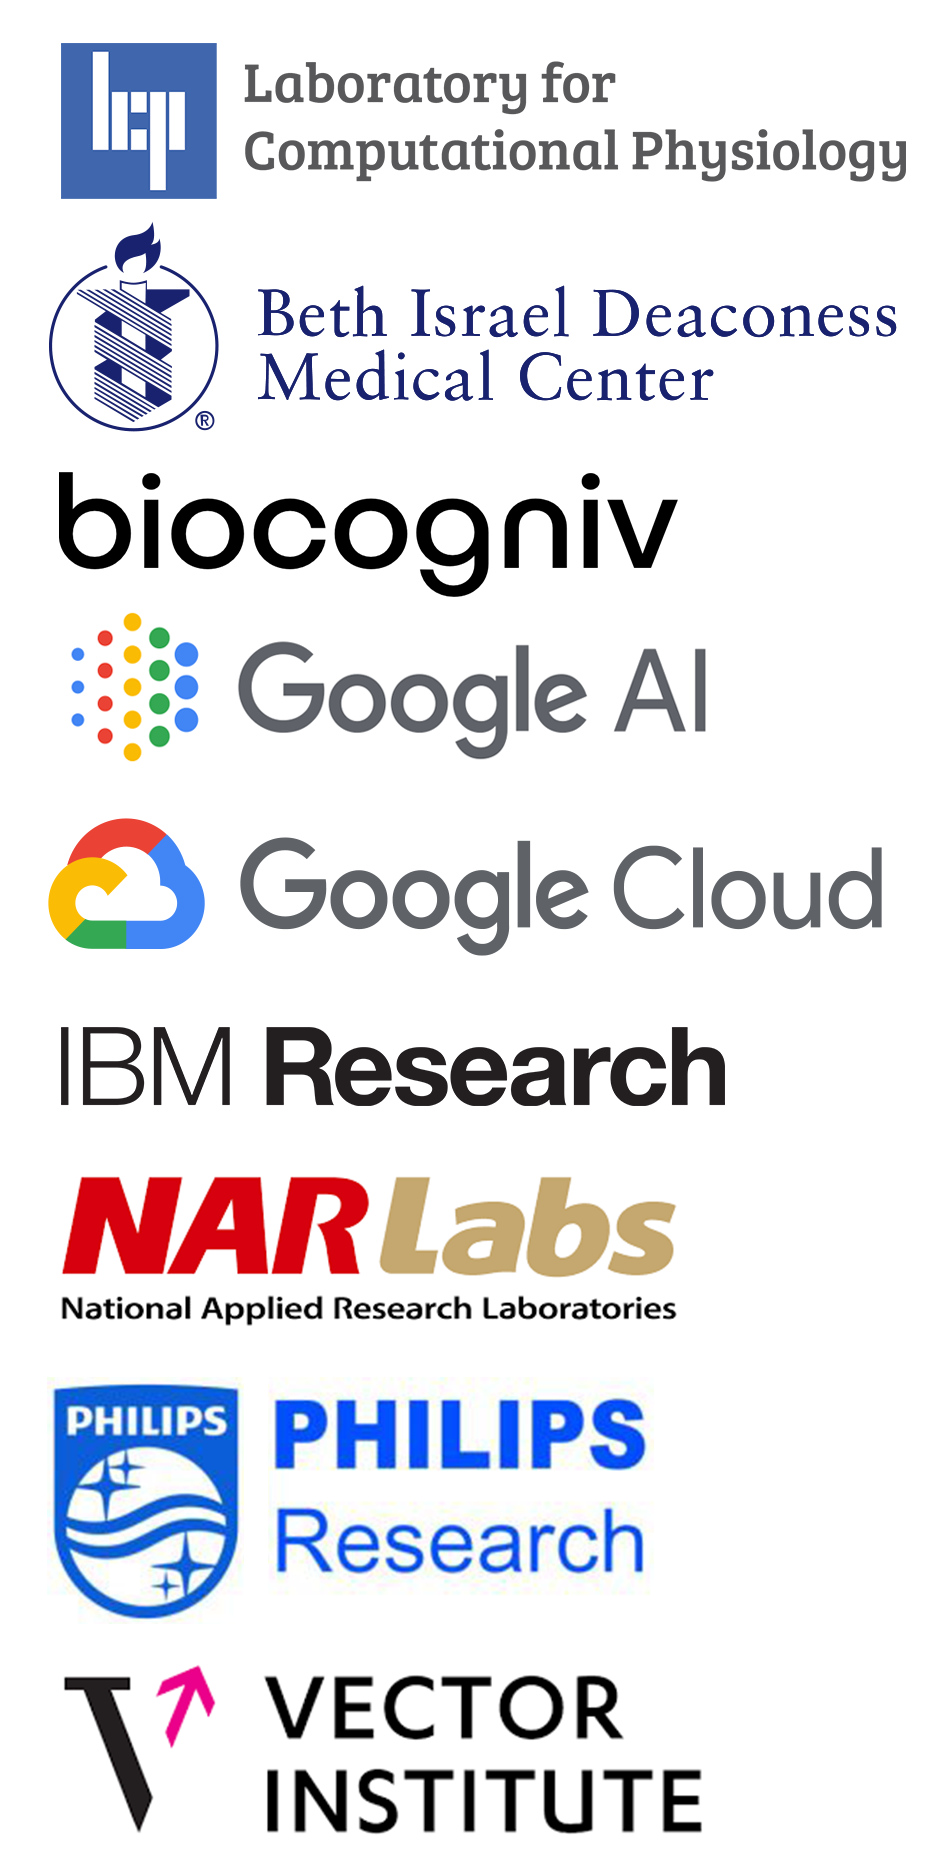 lcp
Laboratory for
Computational Physiology
Beth Israel Deaconess
Medical Center
®
biocogniv
Google AI
Google Cloud
IBM Research
NARLabs
National Applied Research Laboratories
PHILIPS
PHILIPS
Research
VECTOR
INSTITUTE